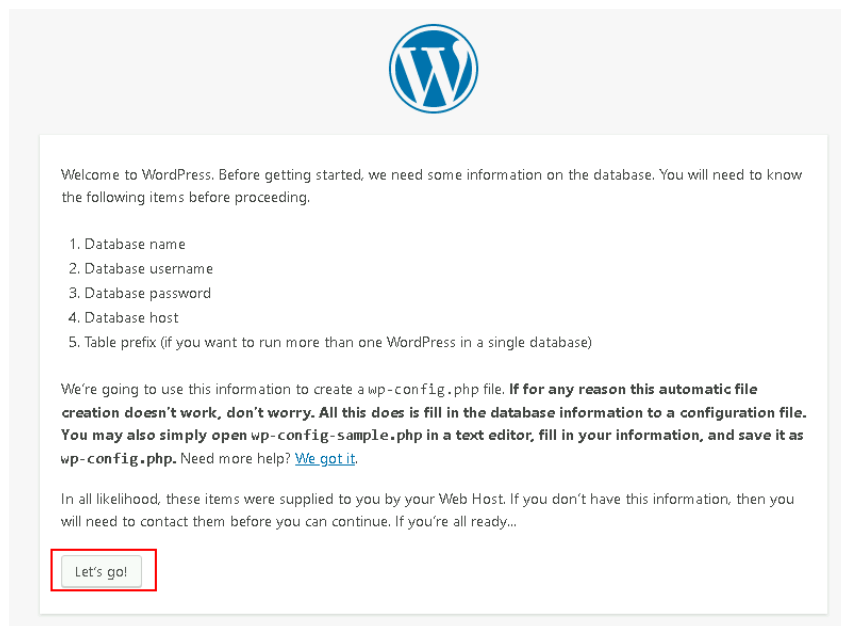 W
Welcome to WordPress. Before getting started, we need some information on the database. You will need to know
the following items before proceeding.
1. Database name
2. Database username
3. Database password
4. Database host
5. Table prefix (if you want to run more than one WordPress in a single database)
We're going to use this information to create a wp-config.php file. If for any reason this automatic file
creation doesn't work, don't worry. All this does is fill in the database information to a configuration file.
You may also simply open wp-config-sample.php in a text editor, fill in your information, and save it as
wp-config.php. Need more help? We got it.
In all likelihood, these items were supplied to you by your Web Host. If you don't have this information, then you
will need to contact them before you can continue. If you're all ready...
Let's go!